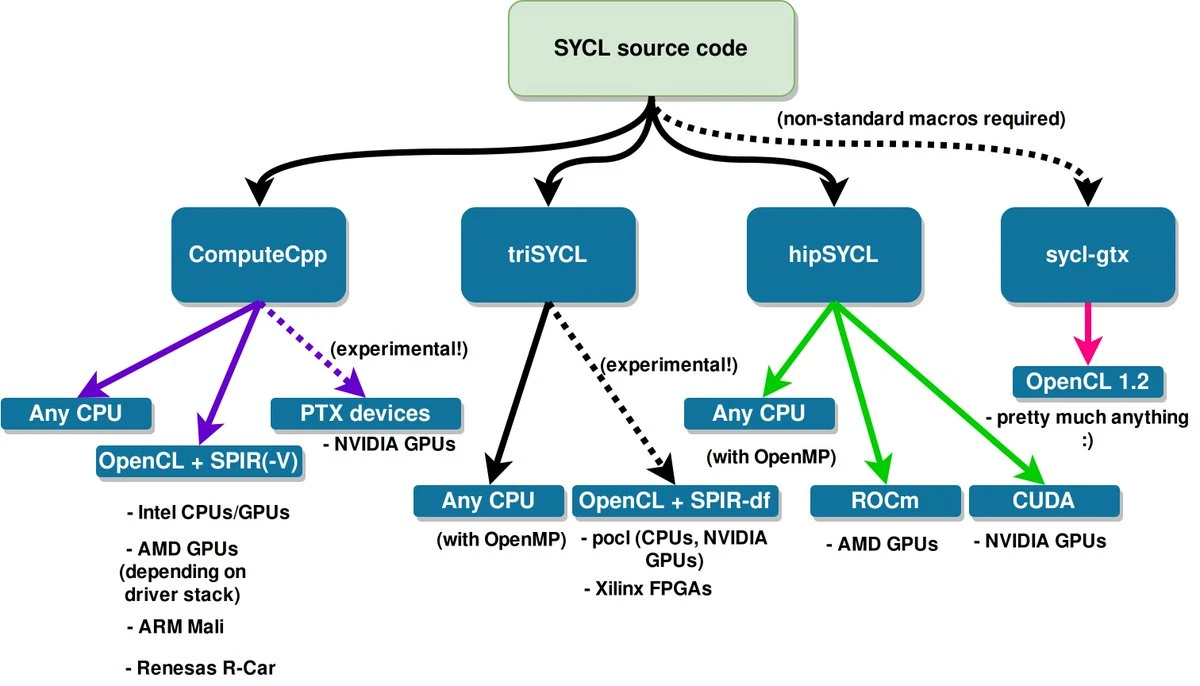 SYCL source code
(non-standard macros required)
ComputeCpp
triSYCL
hipSYCL
sycl-gtx
(experimental!)
(experimental!)
Any CPU
PTX devices
- NVIDIA GPUs
OpenCL + SPIR(-V)
- Intel CPUs/GPUs
- AMD GPUs
(depending on
driver stack)
- ARM Mali
- Renesas R-Car
Any CPU
(with OpenMP)
OpenCL + SPIR-df
- pocl (CPUs, NVIDIA
GPUs)
- Xilinx FPGAs
Any CPU
(with OpenMP)
ROCm
- AMD GPUs
CUDA
- NVIDIA GPUs
OpenCL 1.2
- pretty much anything
:)